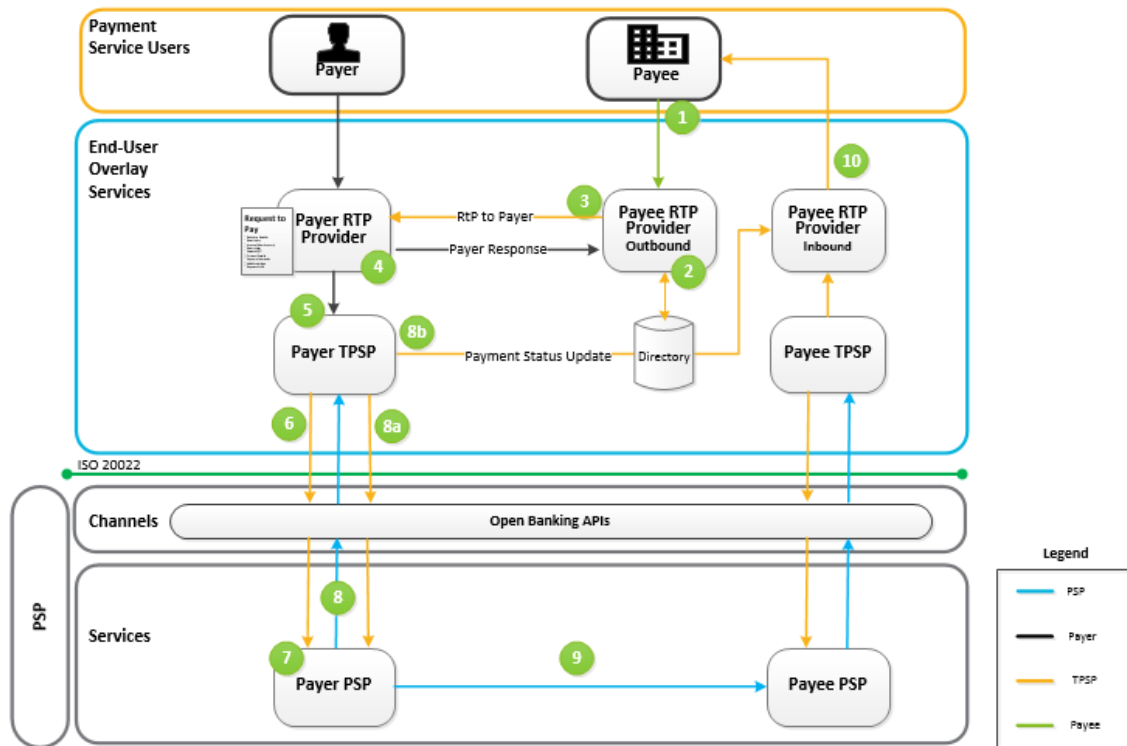 Payment
Service Users
Payer
Payee
1
End-User
Overlay
Services
10
Request to
Pay
Payer RTP
Provider
4
3
RtP to Payer
Payer Response
Payee RTP
Provider
Outbound
2
Payee RTP
Provider
Inbound
5
Payer TPSP
8b
Payment Status Update
Directory
Payee TPSP
6
8a
ISO 20022
PSP
Channels
Open Banking APIs
Services
8
7
Payer PSP
9
Payee PSP
Legend
PSP
Payer
TPSP
Payee